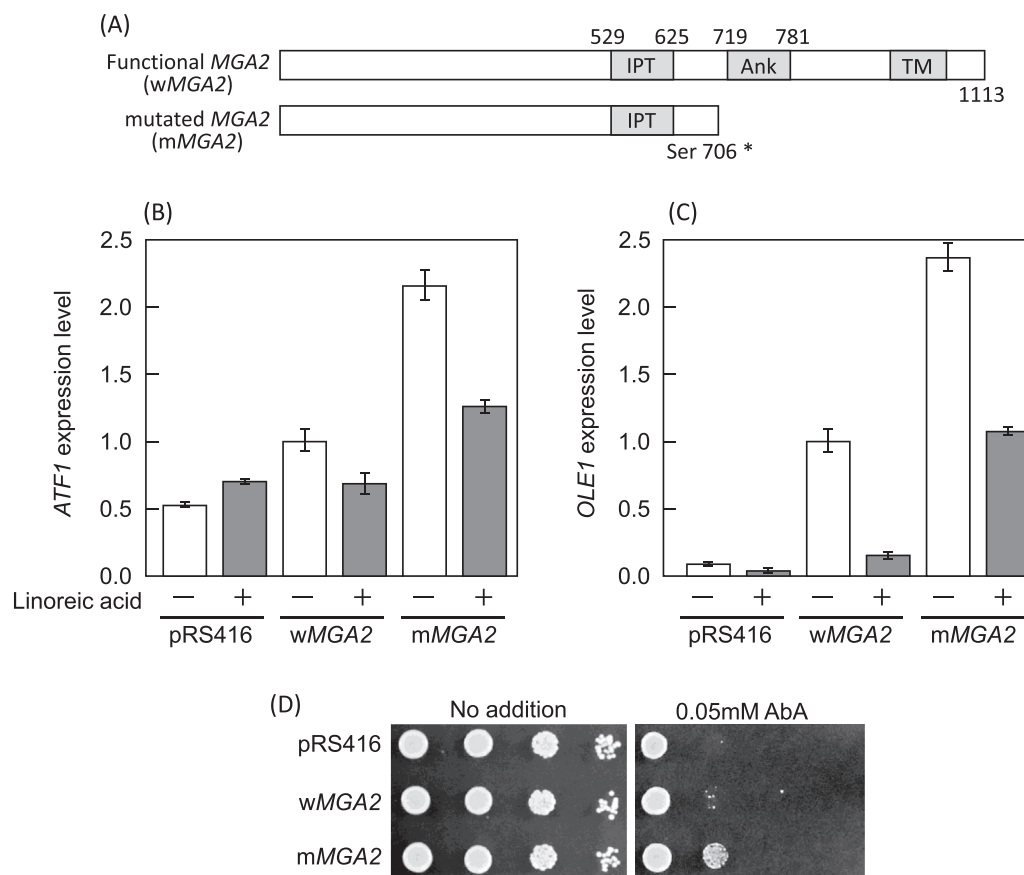 (A)
529 625 719 781
Functional MGA2
(wMGA2)
IPT Ank TM
1113
mutated MGA2
(mMGA2)
IPT
Ser 706 *
(B)
ATF1 expression level
2.5
2.0
1.5
1.0
0.5
0.0
Linoreic acid — + — + — +
pRS416 wMGA2 mMGA2
(C)
OLE1 expression level
2.5
2.0
1.5
1.0
0.5
0.0
— + — + — +
pRS416 wMGA2 mMGA2
(D)
No addition 0.05mM AbA
pRS416
wMGA2
mMGA2